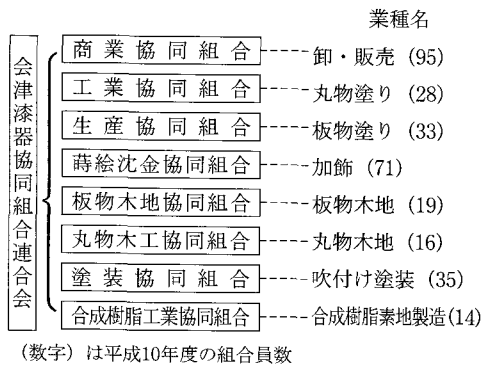 業種名
会津漆器協同組合連合会
商業協同組合 卸・販売 (95)
工業協同組合 丸物塗り (28)
生産協同組合 板物塗り (33)
蒔絵沈金協同組合 加飾 (71)
板物木地協同組合 板物木地 (19)
丸物木工協同組合 丸物木地 (16)
塗装協同組合 吹付け塗装 (35)
合成樹脂工業協同組合 合成樹脂素地製造(14)
(数字) は平成10年度の組合員数